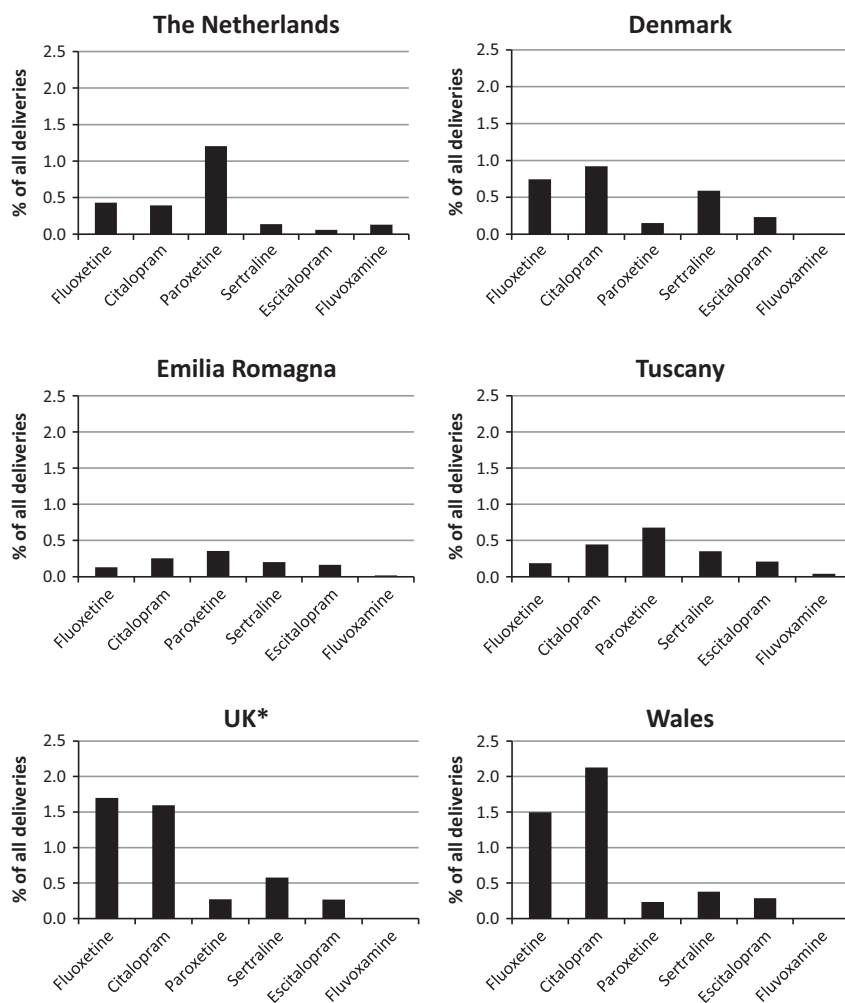 The Netherlands
% of all deliveries
2.5
2.0
1.5
1.0
0.5
0.0
Fluoxetine
Citalopram
Paroxetine
Sertraline
Escitalopram
Fluvoxamine
Denmark
% of all deliveries
2.5
2.0
1.5
1.0
0.5
0.0
Fluoxetine
Citalopram
Paroxetine
Sertraline
Escitalopram
Fluvoxamine
Emilia Romagna
% of all deliveries
2.5
2.0
1.5
1.0
0.5
0.0
Fluoxetine
Citalopram
Paroxetine
Sertraline
Escitalopram
Fluvoxamine
Tuscany
% of all deliveries
2.5
2.0
1.5
1.0
0.5
0.0
Fluoxetine
Citalopram
Paroxetine
Sertraline
Escitalopram
Fluvoxamine
UK*
% of all deliveries
2.5
2.0
1.5
1.0
0.5
0.0
Fluoxetine
Citalopram
Paroxetine
Sertraline
Escitalopram
Fluvoxamine
Wales
% of all deliveries
2.5
2.0
1.5
1.0
0.5
0.0
Fluoxetine
Citalopram
Paroxetine
Sertraline
Escitalopram
Fluvoxamine